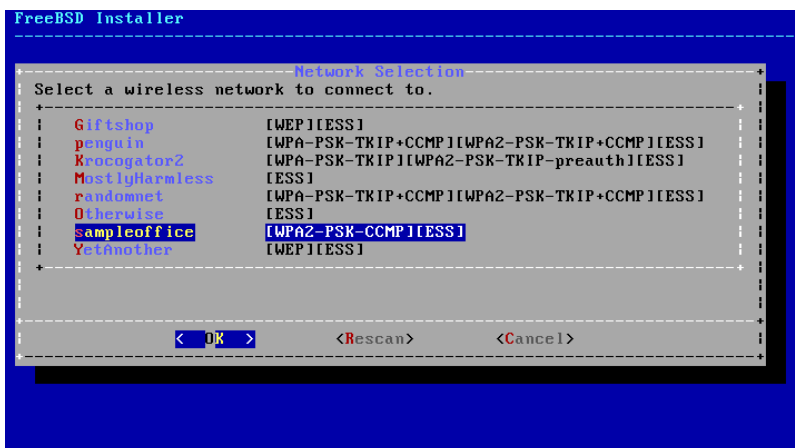 FreeBSD Installer
Network Selection
Select a wireless network to connect to.
Giftshop [WEP][ESS]
penguin [WPA-PSK-TKIP+CCMP][WPA2-PSK-TKIP+CCMP][ESS]
Krocogator2 [WPA-PSK-TKIP][WPA2-PSK-TKIP-preauth][ESS]
MostlyHarmless [ESS]
randomnet [WPA-PSK-TKIP+CCMP][WPA2-PSK-TKIP+CCMP][ESS]
Otherwise [ESS]
sampleoffice [WPA2-PSK-CCMP][ESS]
YetAnother [WEP][ESS]
< OK > <Rescan> <Cancel>